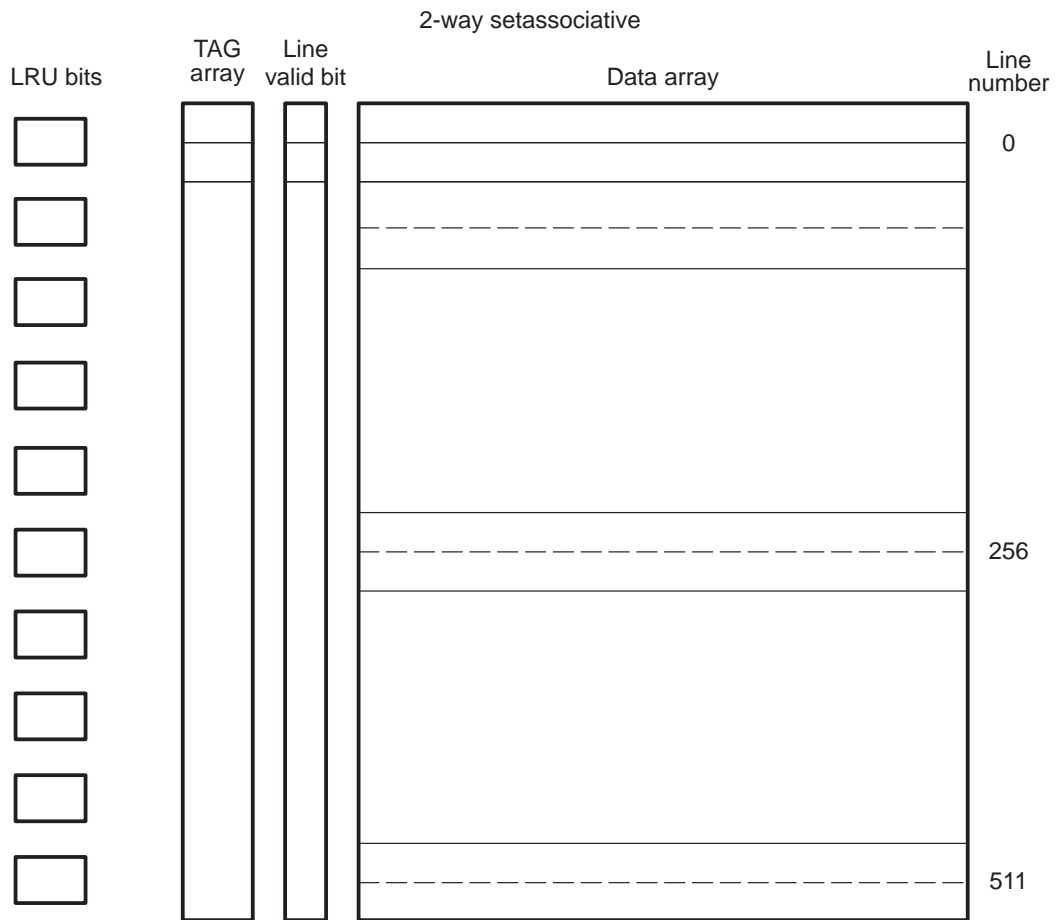 2-way setassociative
LRU bits
TAG
array
Line
valid bit
Data array
Line
number
0
256
511